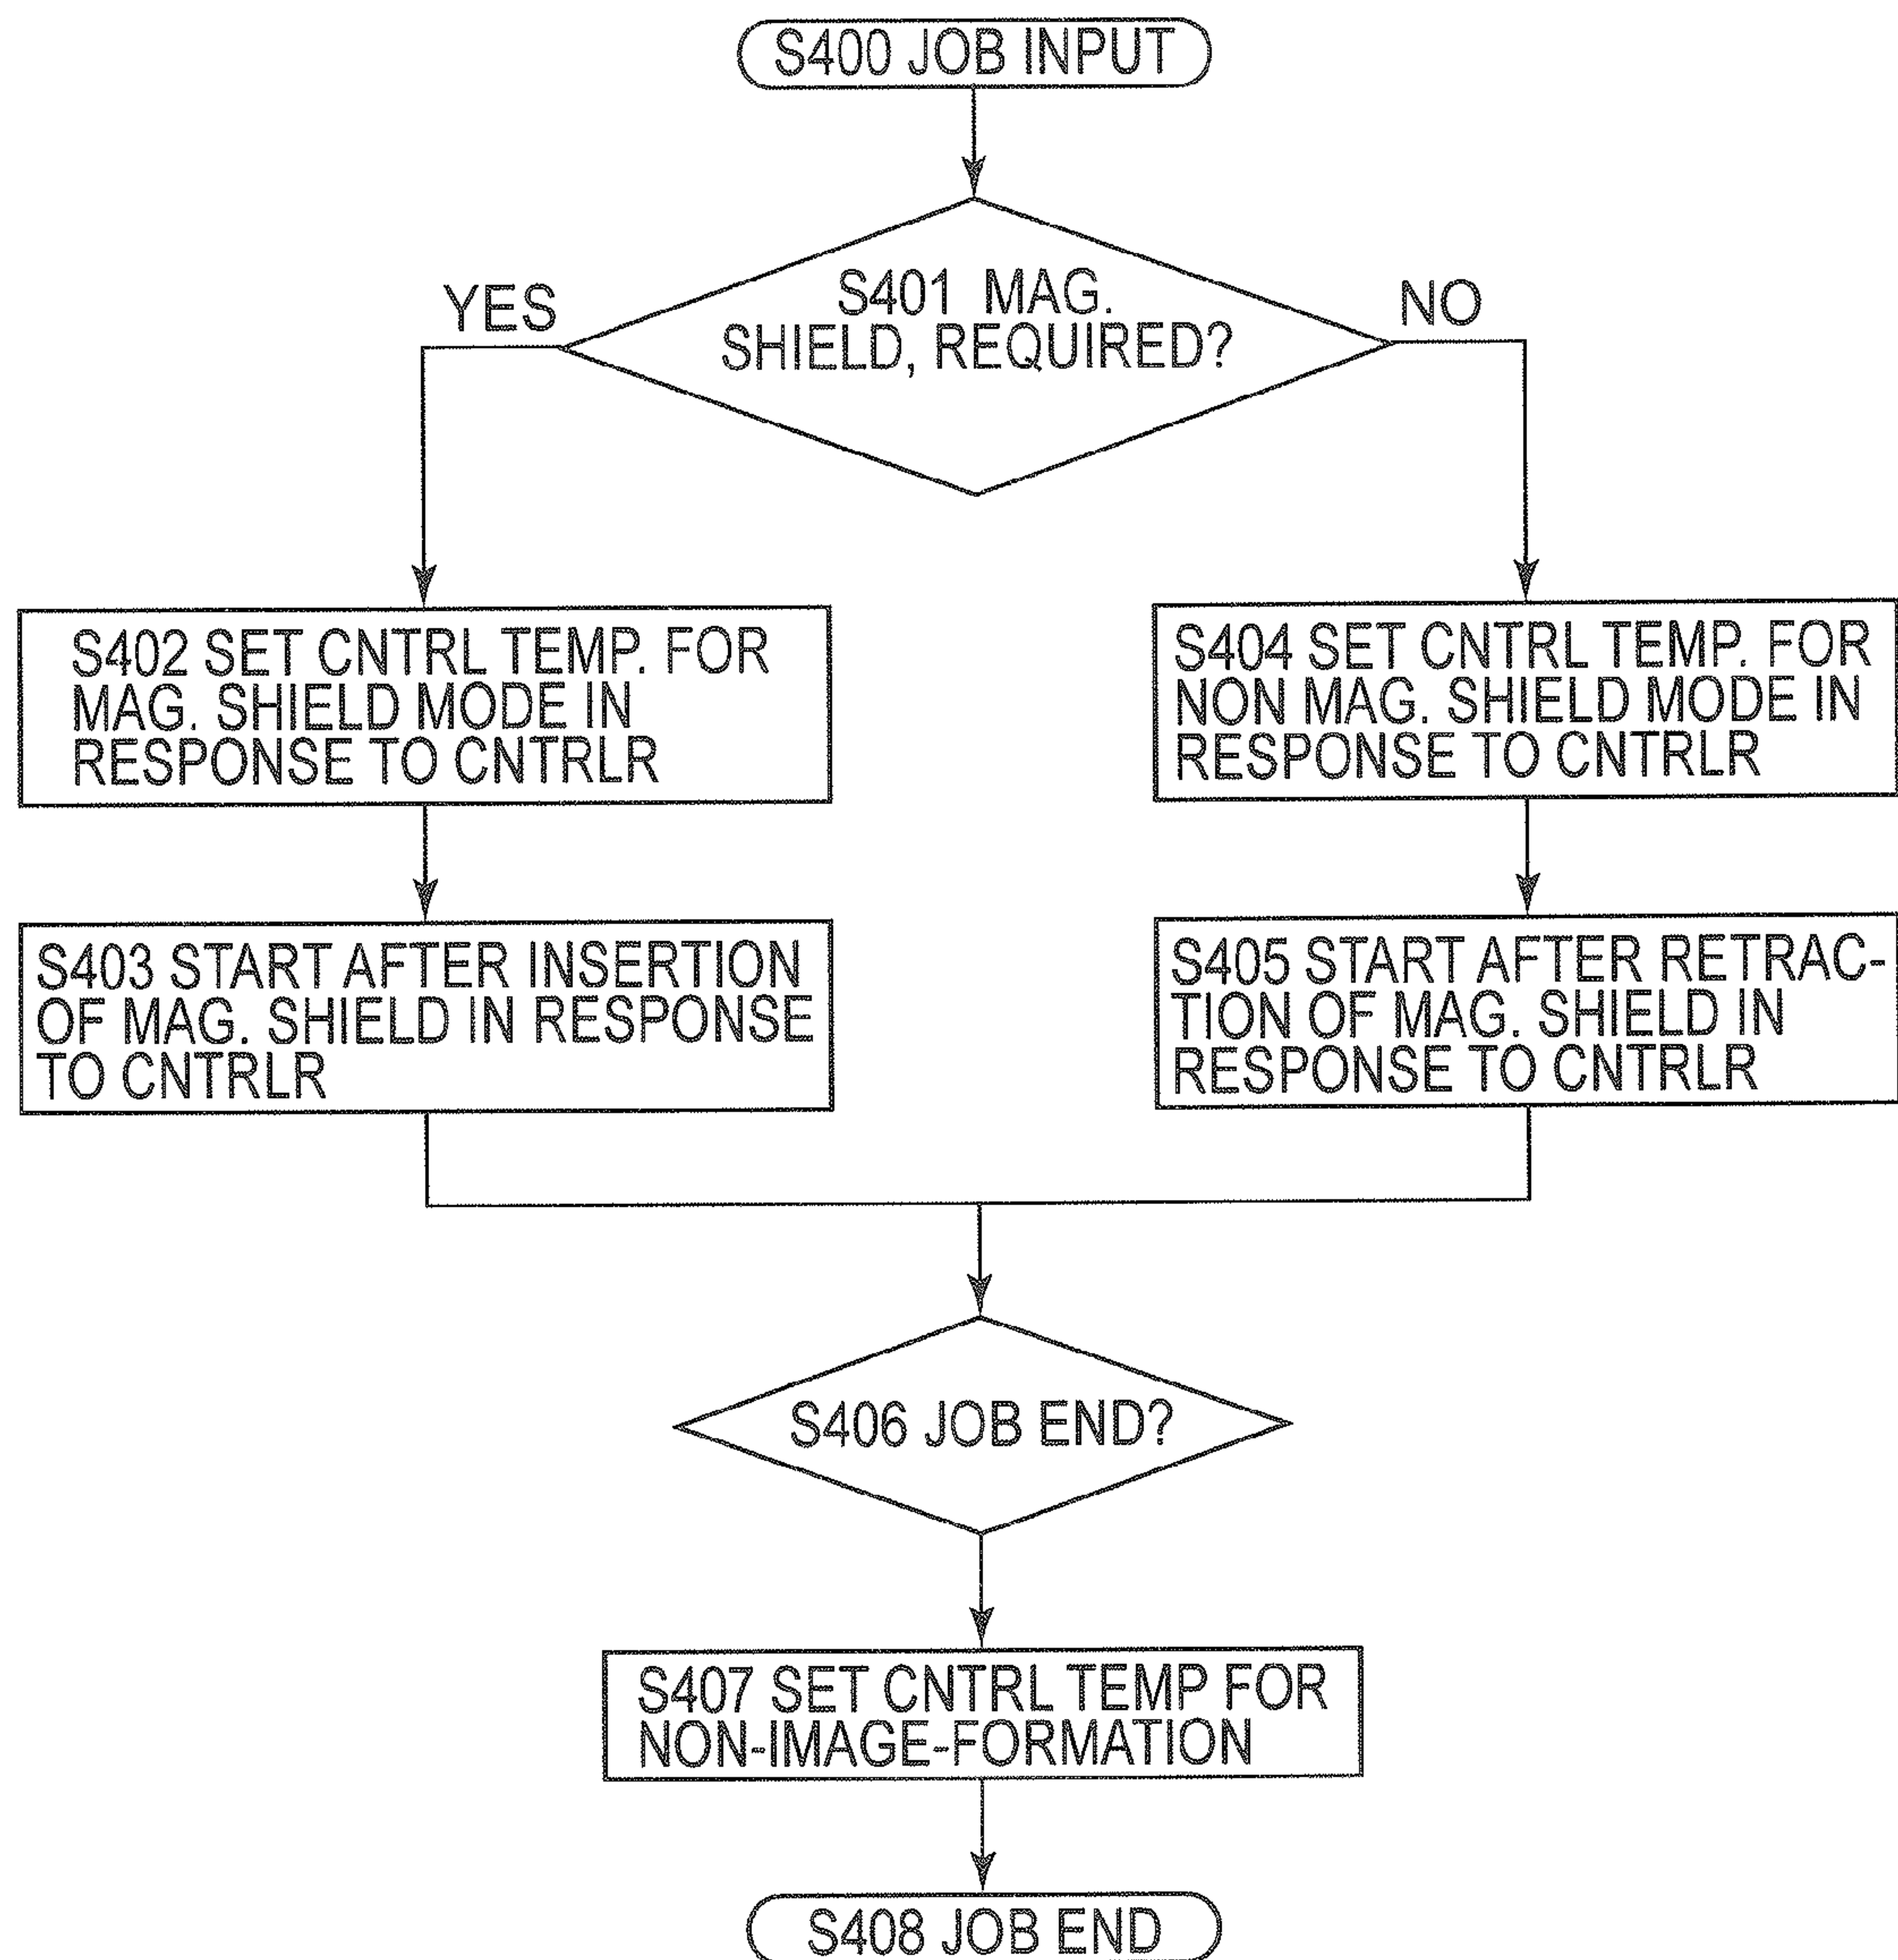 S400 JOB INPUT
S401 MAG.
SHIELD, REQUIRED?
YES
NO
S402 SET CNTRL TEMP. FOR
MAG. SHIELD MODE IN
RESPONSE TO CNTRLR
S404 SET CNTRL TEMP. FOR
NON MAG. SHIELD MODE IN
RESPONSE TO CNTRLR
S403 START AFTER INSERTION
OF MAG. SHIELD IN RESPONSE
TO CNTRLR
S405 START AFTER RETRAC-
TION OF MAG. SHIELD IN
RESPONSE TO CNTRLR
S406 JOB END?
S407 SET CNTRL TEMP FOR
NON-IMAGE-FORMATION
S408 JOB END